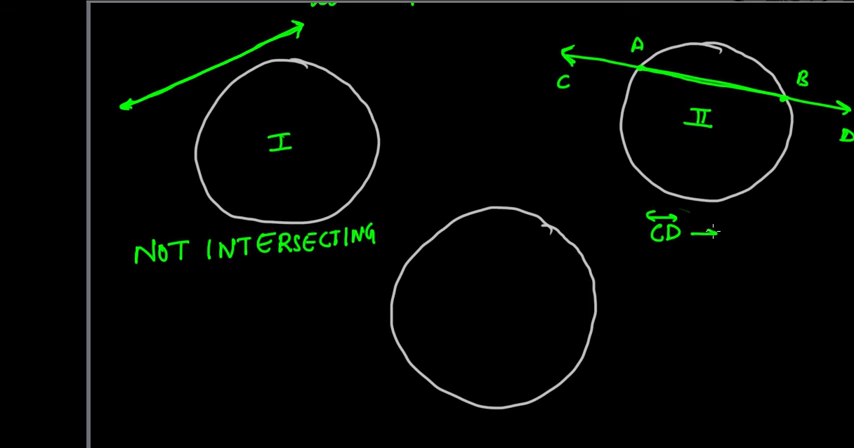 A
B
C
I
II
D
NOT INTERSECTING
CD →